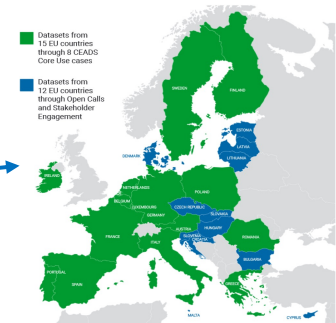 Datasets from
15 EU countries
through 8 CEADS
Core Use cases
Datasets from
12 EU countries
through Open Calls
and Stakeholder
Engagement
SWEDEN
FINLAND
ESTONIA
LATVIA
LITHUANIA
DENMARK
IRELAND
NETHERLANDS
POLAND
BELGIUM
LUXEMBOURG
GERMANY
CZECH REPUBLIC
SLOVAKIA
FRANCE
AUSTRIA
HUNGARY
SLOVENIA
CROATIA
ROMANIA
ITALY
BULGARIA
PORTUGAL
SPAIN
GREECE
MALTA
CYPRUS